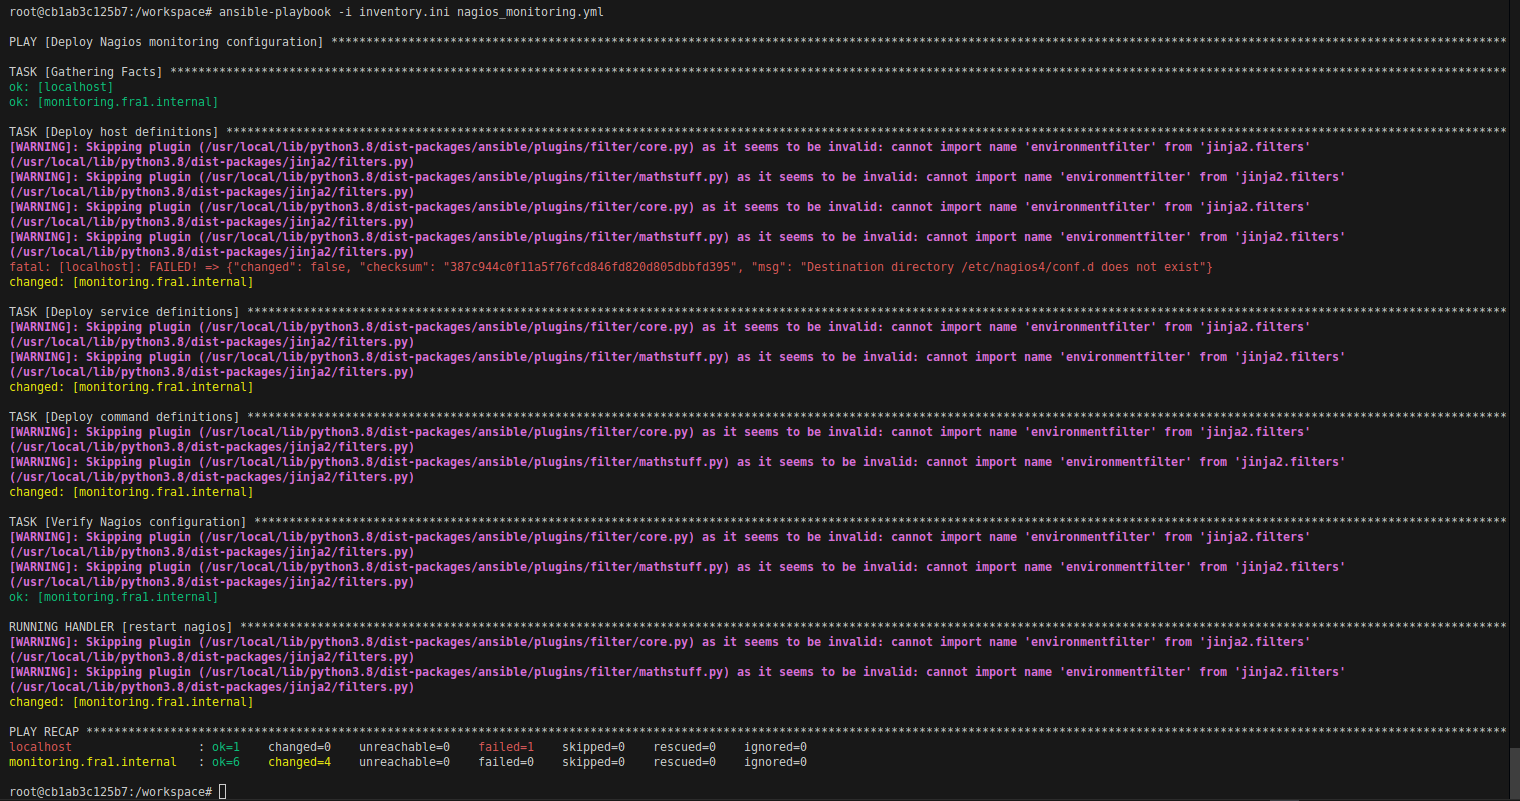 root@cb1ab3c125b7:/workspace# ansible-playbook -i inventory.ini nagios_monitoring.yml
PLAY [Deploy Nagios monitoring configuration] ************************************************************************************************************************************************************************
TASK [Gathering Facts] ***********************************************************************************************************************************************************************************************
ok: [localhost]
ok: [monitoring.fra1.internal]
TASK [Deploy host definitions] ***************************************************************************************************************************************************************************************
[WARNING]: Skipping plugin (/usr/local/lib/python3.8/dist-packages/ansible/plugins/filter/core.py) as it seems to be invalid: cannot import name 'environmentfilter' from 'jinja2.filters'
(/usr/local/lib/python3.8/dist-packages/jinja2/filters.py)
[WARNING]: Skipping plugin (/usr/local/lib/python3.8/dist-packages/ansible/plugins/filter/mathstuff.py) as it seems to be invalid: cannot import name 'environmentfilter' from 'jinja2.filters'
(/usr/local/lib/python3.8/dist-packages/jinja2/filters.py)
[WARNING]: Skipping plugin (/usr/local/lib/python3.8/dist-packages/ansible/plugins/filter/core.py) as it seems to be invalid: cannot import name 'environmentfilter' from 'jinja2.filters'
(/usr/local/lib/python3.8/dist-packages/jinja2/filters.py)
[WARNING]: Skipping plugin (/usr/local/lib/python3.8/dist-packages/ansible/plugins/filter/mathstuff.py) as it seems to be invalid: cannot import name 'environmentfilter' from 'jinja2.filters'
(/usr/local/lib/python3.8/dist-packages/jinja2/filters.py)
fatal: [localhost]: FAILED! => {"changed": false, "checksum": "387c944c0f11a5f76fcd846fd820d805dbbfd395", "msg": "Destination directory /etc/nagios4/conf.d does not exist"}
changed: [monitoring.fra1.internal]
TASK [Deploy service definitions] ************************************************************************************************************************************************************************************
[WARNING]: Skipping plugin (/usr/local/lib/python3.8/dist-packages/ansible/plugins/filter/core.py) as it seems to be invalid: cannot import name 'environmentfilter' from 'jinja2.filters'
(/usr/local/lib/python3.8/dist-packages/jinja2/filters.py)
[WARNING]: Skipping plugin (/usr/local/lib/python3.8/dist-packages/ansible/plugins/filter/mathstuff.py) as it seems to be invalid: cannot import name 'environmentfilter' from 'jinja2.filters'
(/usr/local/lib/python3.8/dist-packages/jinja2/filters.py)
changed: [monitoring.fra1.internal]
TASK [Deploy command definitions] ************************************************************************************************************************************************************************************
[WARNING]: Skipping plugin (/usr/local/lib/python3.8/dist-packages/ansible/plugins/filter/core.py) as it seems to be invalid: cannot import name 'environmentfilter' from 'jinja2.filters'
(/usr/local/lib/python3.8/dist-packages/jinja2/filters.py)
[WARNING]: Skipping plugin (/usr/local/lib/python3.8/dist-packages/ansible/plugins/filter/mathstuff.py) as it seems to be invalid: cannot import name 'environmentfilter' from 'jinja2.filters'
(/usr/local/lib/python3.8/dist-packages/jinja2/filters.py)
changed: [monitoring.fra1.internal]
TASK [Verify Nagios configuration] ***********************************************************************************************************************************************************************************
[WARNING]: Skipping plugin (/usr/local/lib/python3.8/dist-packages/ansible/plugins/filter/core.py) as it seems to be invalid: cannot import name 'environmentfilter' from 'jinja2.filters'
(/usr/local/lib/python3.8/dist-packages/jinja2/filters.py)
[WARNING]: Skipping plugin (/usr/local/lib/python3.8/dist-packages/ansible/plugins/filter/mathstuff.py) as it seems to be invalid: cannot import name 'environmentfilter' from 'jinja2.filters'
(/usr/local/lib/python3.8/dist-packages/jinja2/filters.py)
ok: [monitoring.fra1.internal]
RUNNING HANDLER [restart nagios] *************************************************************************************************************************************************************************************
[WARNING]: Skipping plugin (/usr/local/lib/python3.8/dist-packages/ansible/plugins/filter/core.py) as it seems to be invalid: cannot import name 'environmentfilter' from 'jinja2.filters'
(/usr/local/lib/python3.8/dist-packages/jinja2/filters.py)
[WARNING]: Skipping plugin (/usr/local/lib/python3.8/dist-packages/ansible/plugins/filter/mathstuff.py) as it seems to be invalid: cannot import name 'environmentfilter' from 'jinja2.filters'
(/usr/local/lib/python3.8/dist-packages/jinja2/filters.py)
changed: [monitoring.fra1.internal]
PLAY RECAP ***********************************************************************************************************************************************************************************************************
localhost                  : ok=1    changed=0    unreachable=0    failed=1    skipped=0    rescued=0    ignored=0
monitoring.fra1.internal   : ok=6    changed=4    unreachable=0    failed=0    skipped=0    rescued=0    ignored=0
root@cb1ab3c125b7:/workspace#